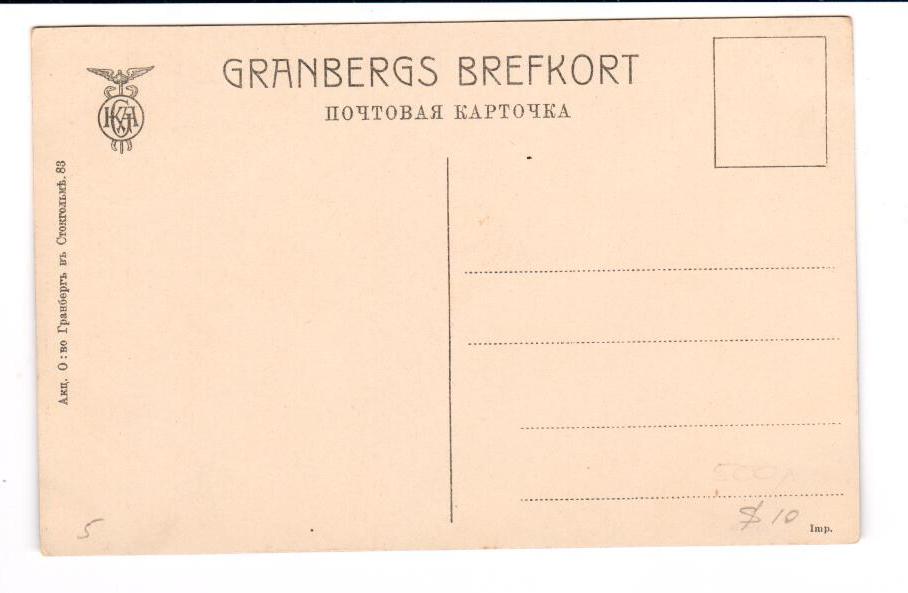 GRANBERGS BREFKORT
ПОЧТОВАЯ КАРТОЧКА
Акц. О:во Гранбергъ въ Стокгольмѣ. 83
5
$ 10
Imp.